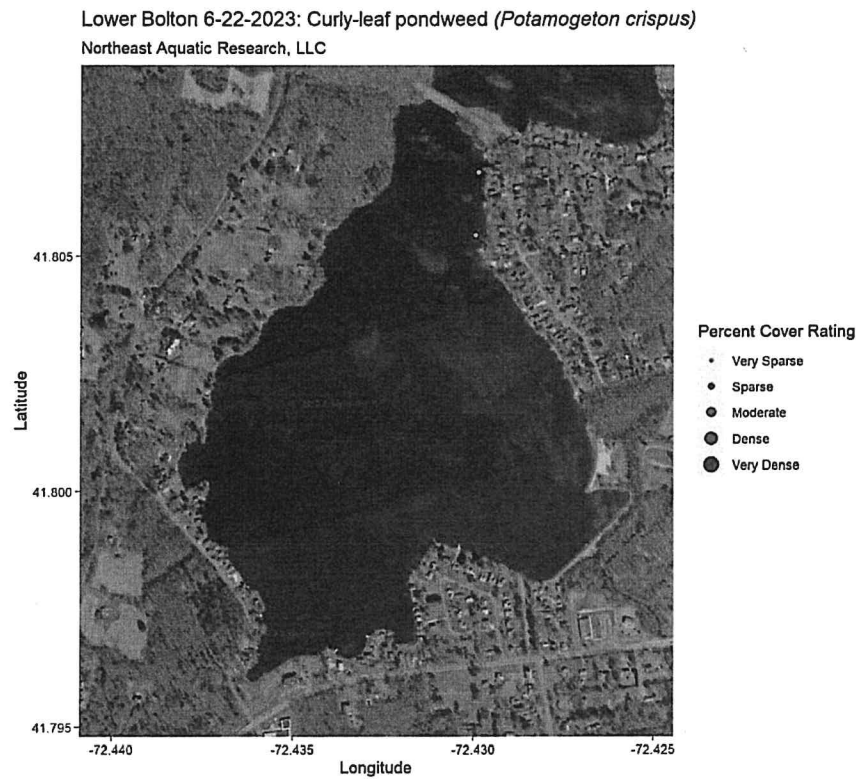 Lower Bolton 6-22-2023: Curly-leaf pondweed (Potamogeton crispus)
Northeast Aquatic Research, LLC
41.805
41.800
41.795
Latitude
-72.440
-72.435
-72.430
-72.425
Longitude
Percent Cover Rating
Very Sparse
Sparse
Moderate
Dense
Very Dense